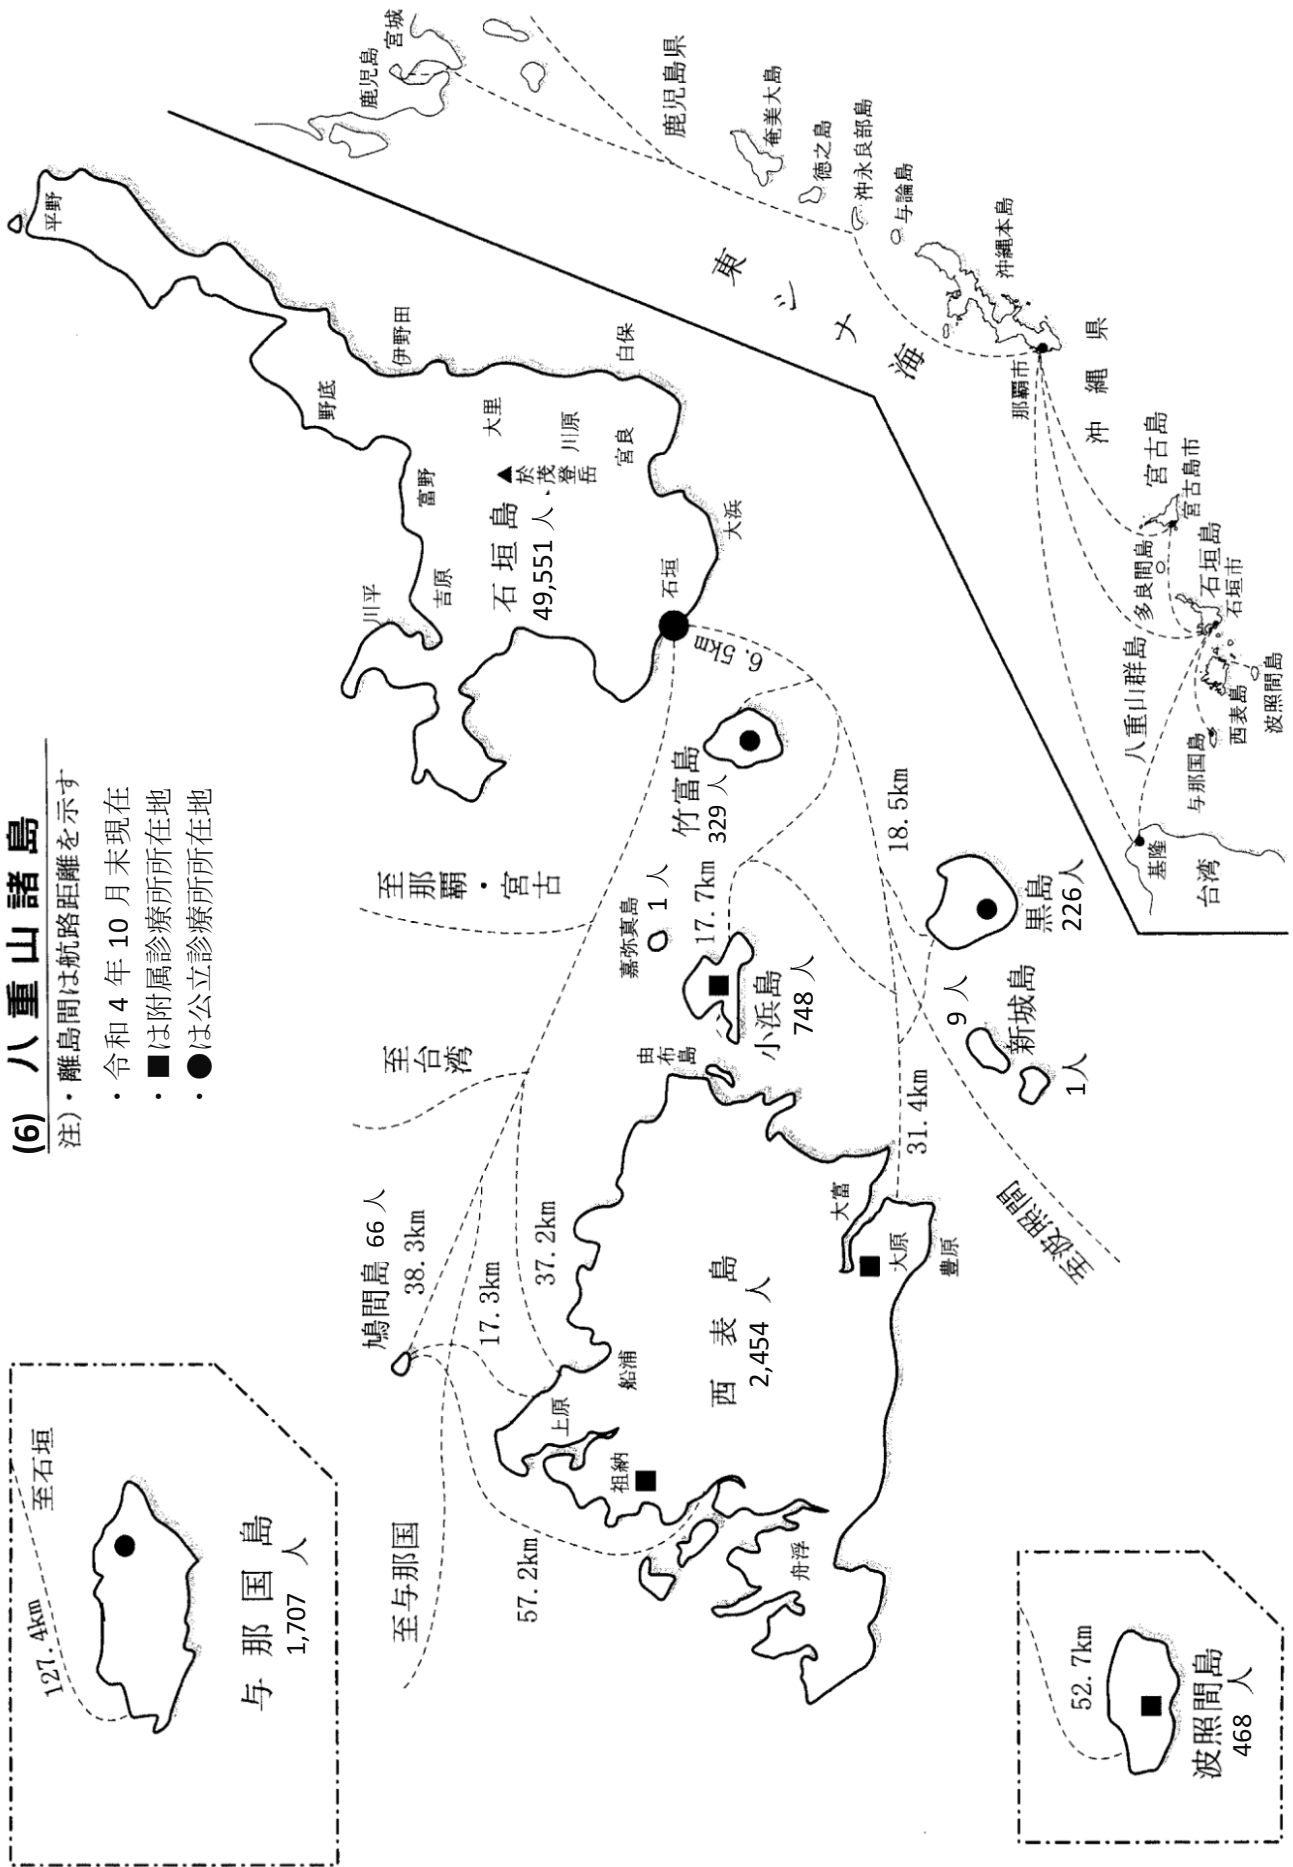 (6) 八重山諸島
注)・離島間は航路距離を示す
・令和4年10月末現在
・■は附属診療所所在地
・●は公立診療所所在地
至石垣
127.4km
与那国島
1,707人
至与那国
57.2km
鳩間島 66人
38.3km
17.3km
37.2km
至台湾
至那覇・宮古
上原
船浦
祖納
舟浮
西表島
2,454人
大富
大原
豊原
由布島
嘉弥真島
1人
17.7km
小浜島
748人
竹富島
329人
6.5km
18.5km
31.4km
黒島
226人
9人
新城島
1人
至波照間
52.7km
波照間島
468人
平野
伊野田
野底
富野
吉原
川平
大里
川原
白保
宮良
於茂登岳
石垣島
49,551人
石垣
大浜
鹿児島
宮城
鹿児島県
奄美大島
徳之島
沖永良部島
与論島
東シナ海
沖縄本島
那覇市
沖縄県
宮古島
宮古島市
多良間島
石垣島
石垣市
八重山群島
西表島
波照間島
与那国島
基隆
台湾